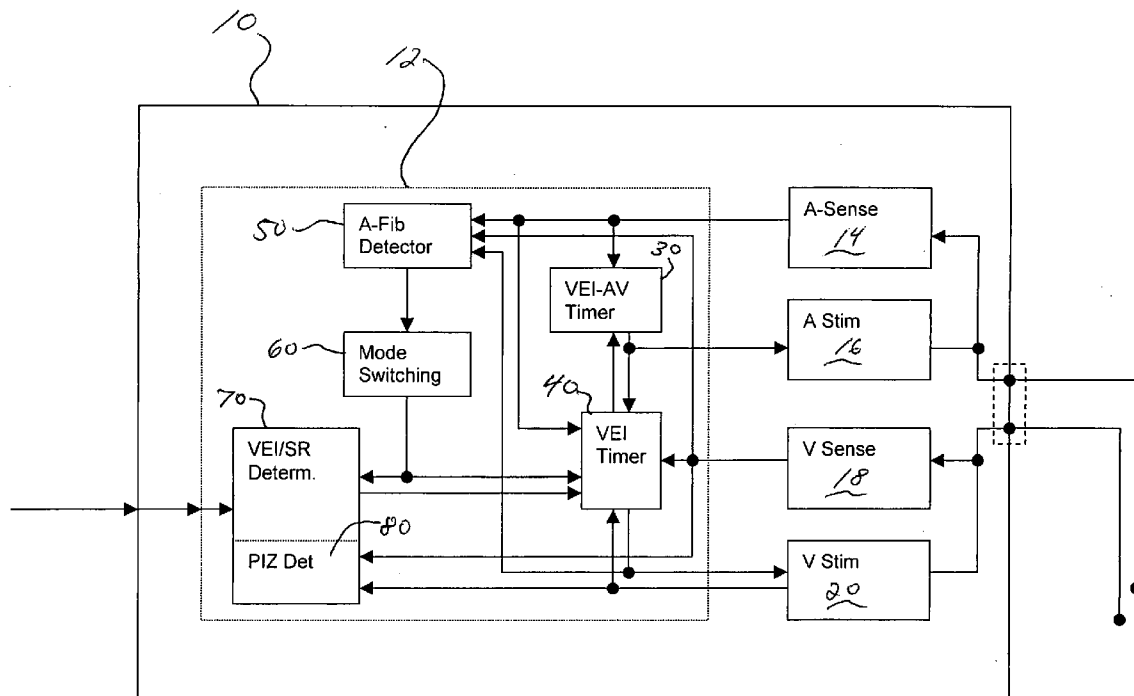 10
12
50
A-Fib
Detector
A-Sense
14
30
VEI-AV
Timer
A Stim
16
60
Mode
Switching
40
VEI
Timer
70
VEI/SR
Determ.
V Sense
18
80
PIZ Det
V Stim
20